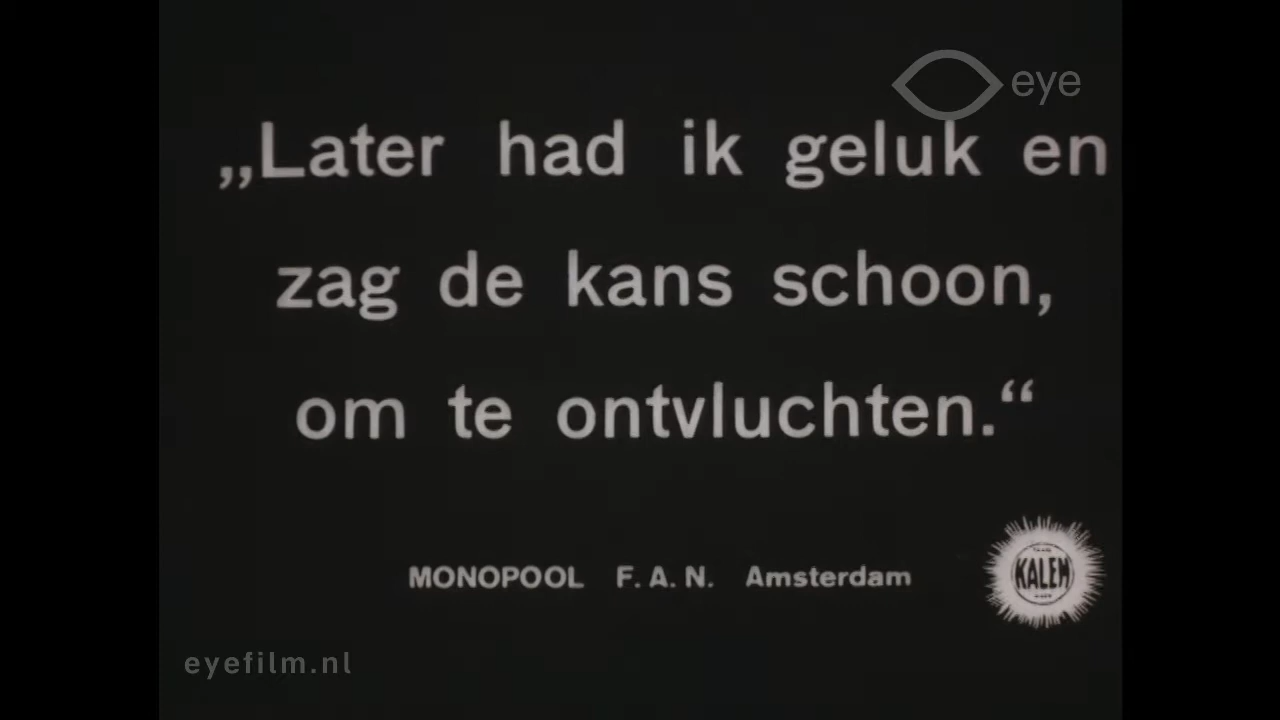 eye
„Later had ik geluk en
zag de kans schoon,
om te ontvluchten.“
MONOPOOL F. A. N. Amsterdam
KALEM
eyefilm.nl